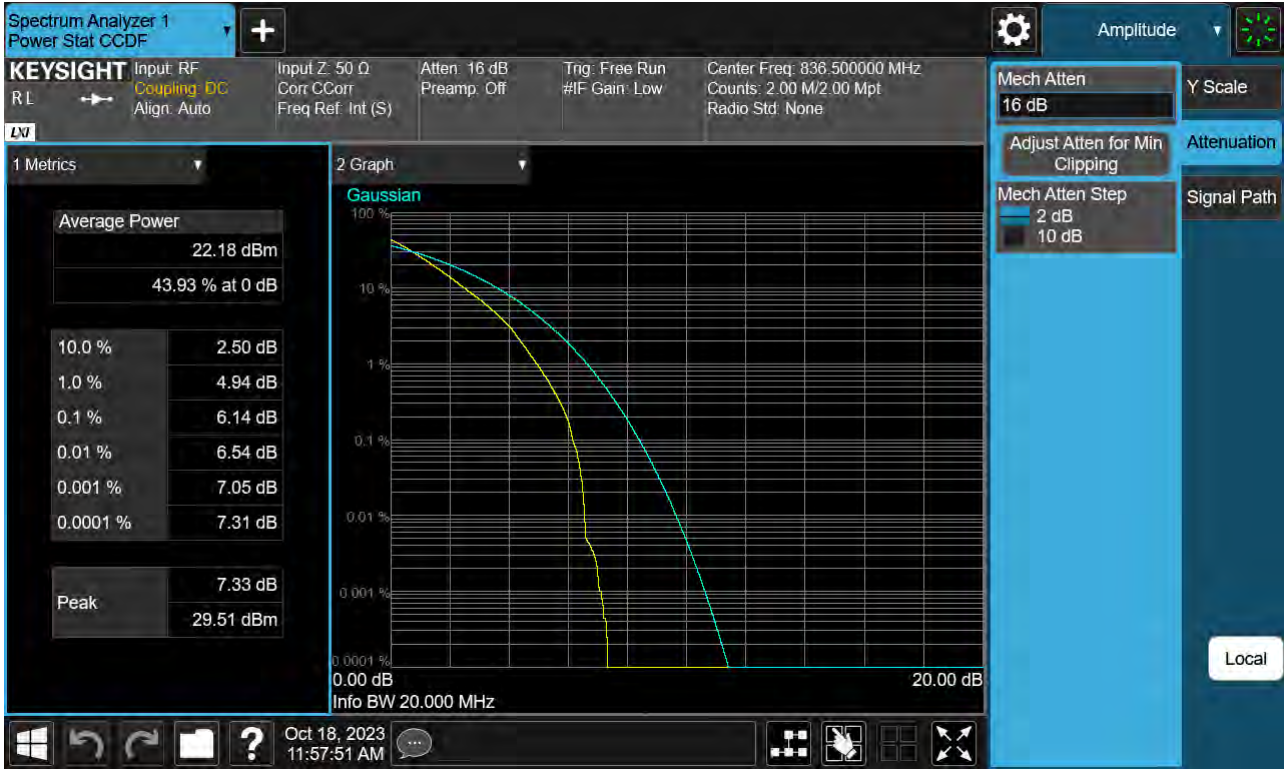 Spectrum Analyzer 1
Power Stat CCDF
+
Amplitude
KEYSIGHT
Input: RF
Coupling: DC
Align: Auto
Input Z: 50 Ω
Corr CCorr
Freq Ref: Int (S)
Atten: 16 dB
Preamp: Off
Trig: Free Run
#IF Gain: Low
Center Freq: 836.500000 MHz
Counts: 2.00 M/2.00 Mpt
Radio Std: None
R L
LXI
Mech Atten
16 dB
Adjust Atten for Min
Clipping
Mech Atten Step
2 dB
10 dB
Y Scale
Attenuation
Signal Path
Local
1 Metrics
Average Power
22.18 dBm
43.93 % at 0 dB
10.0 % 2.50 dB
1.0 % 4.94 dB
0.1 % 6.14 dB
0.01 % 6.54 dB
0.001 % 7.05 dB
0.0001 % 7.31 dB
Peak
7.33 dB
29.51 dBm
2 Graph
Gaussian
100 %
10 %
1 %
0.1 %
0.01 %
0.001 %
0.0001 %
0.00 dB 20.00 dB
Info BW 20.000 MHz
?
Oct 18, 2023
11:57:51 AM